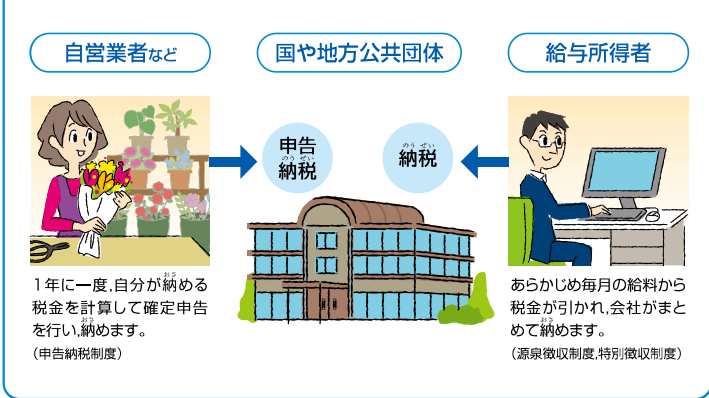 自営業者など
国や地方公共団体
給与所得者
申告
のう ぜい
納税
のう ぜい
納税
おさ
1年に一度,自分が納める
税金を計算して確定申告
おさ
を行い,納めます。
(申告納税制度)
あらかじめ毎月の給料から
税金が引かれ,会社がまと
おさ
めて納めます。
(源泉徴収制度,特別徴収制度)